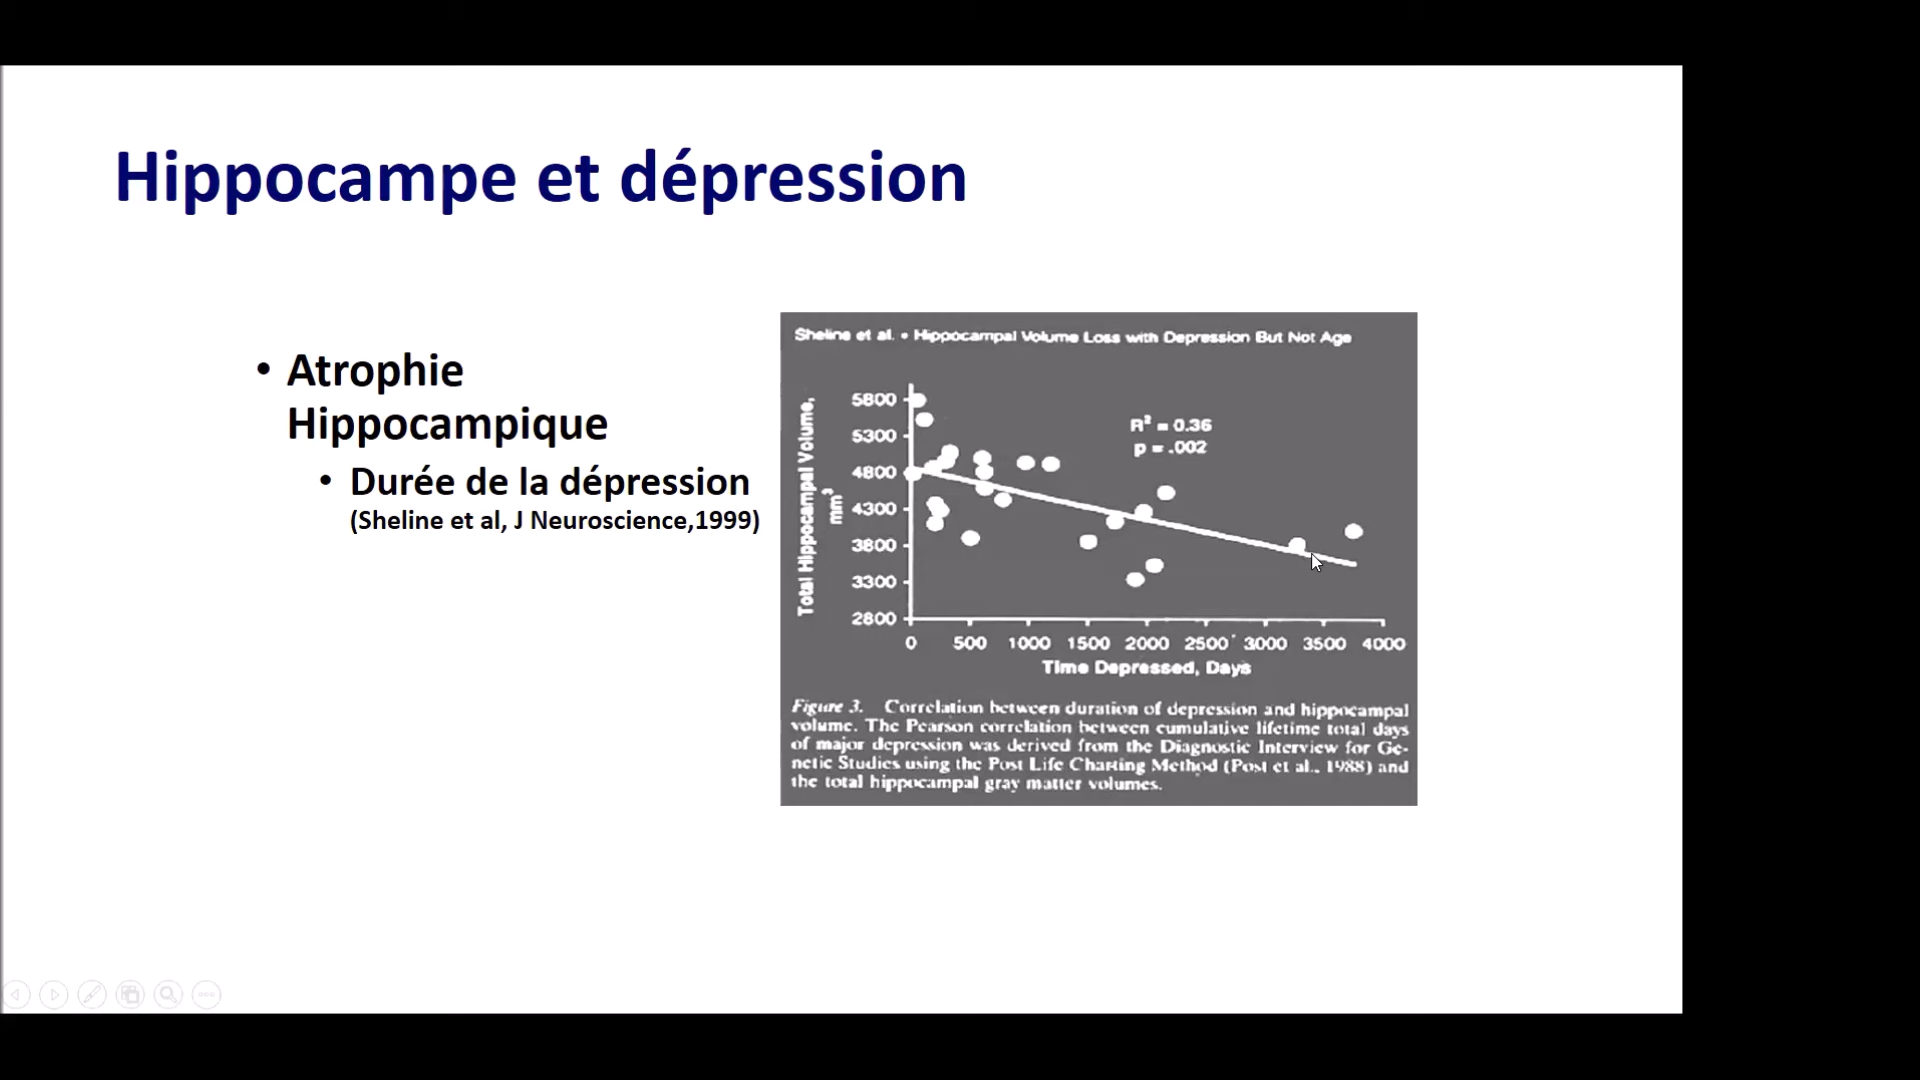 Hippocampe et dépression
• Atrophie
Hippocampique
• Durée de la dépression
(Sheline et al, J Neuroscience,1999)
Sheline et al. • Hippocampal Volume Loss with Depression But Not Age
Total Hippocampal Volume,
mm³
5800
5300
4800
4300
3800
3300
2800
R² = 0.36
p = .002
0 500 1000 1500 2000 2500 3000 3500 4000
Time Depressed, Days
Figure 3. Correlation between duration of depression and hippocampal
volume. The Pearson correlation between cumulative lifetime total days
of major depression was derived from the Diagnostic Interview for Ge-
netic Studies using the Post Life Charting Method (Post et al., 1988) and
the total hippocampal gray matter volumes.